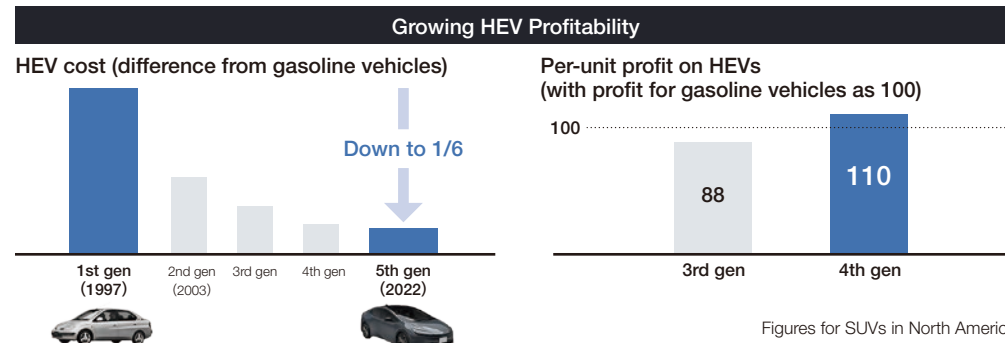 Growing HEV Profitability
HEV cost (difference from gasoline vehicles)
Down to 1/6
1st gen
(1997)
2nd gen
(2003)
3rd gen
4th gen
5th gen
(2022)
Per-unit profit on HEVs
(with profit for gasoline vehicles as 100)
100
88
110
3rd gen
4th gen
Figures for SUVs in North Americ